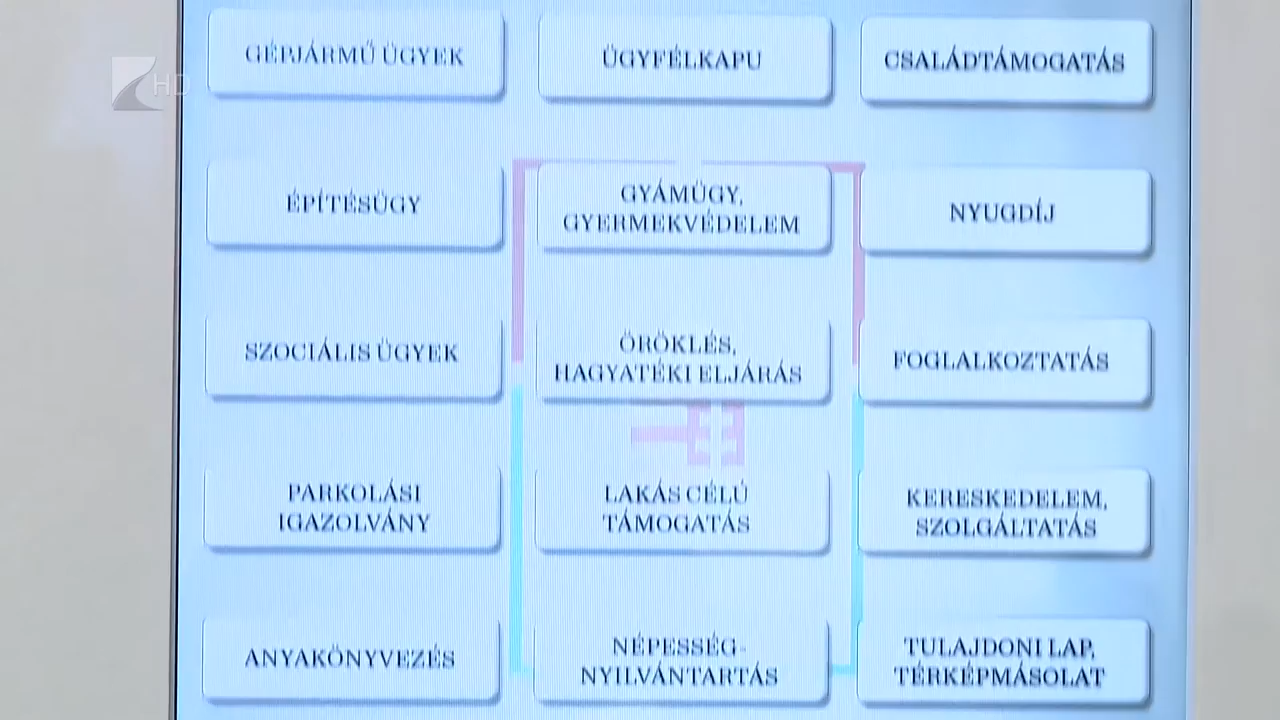 GÉPJÁRMŰ ÜGYEK
ÜGYFÉLKAPU
CSALÁDTÁMOGATÁS
HD
ÉPÍTÉSÜGY
GYÁMÜGY,
GYERMEKVÉDELEM
NYUGDÍJ
SZOCIÁLIS ÜGYEK
ÖRÖKLÉS,
HAGYATÉKI ELJÁRÁS
FOGLALKOZTATÁS
PARKOLÁSI
IGAZOLVÁNY
LAKÁS CÉLÚ
TÁMOGATÁS
KERESKEDELEM,
SZOLGÁLTATÁS
ANYAKÖNYVEZÉS
NÉPESSÉG-
NYILVÁNTARTÁS
TULAJDONI LAP,
TÉRKÉPMÁSOLAT